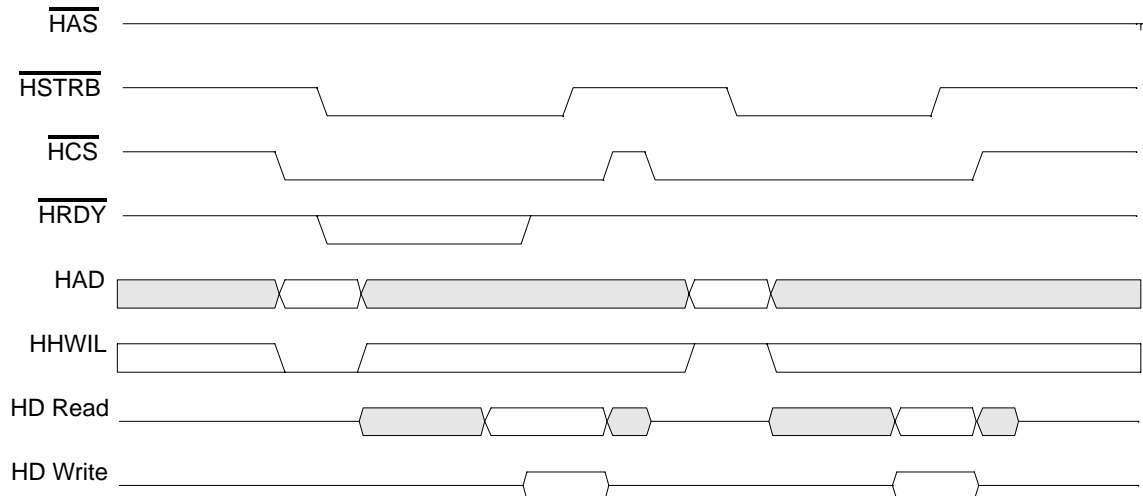 HAS
HSTRB
HCS
HRDY
HAD
HHWIL
HD Read
HD Write